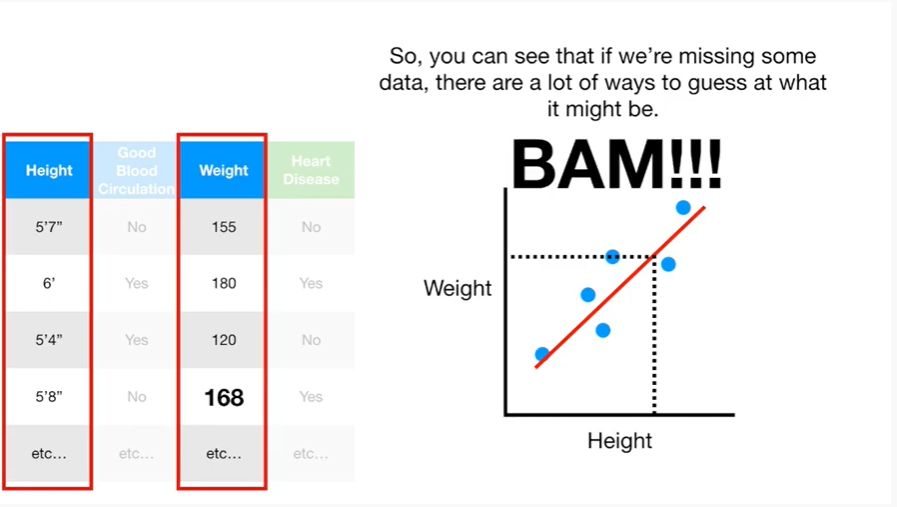 So, you can see that if we’re missing some
data, there are a lot of ways to guess at what
it might be.
BAM!!!
Height
Good
Blood
Circulation
Weight
Heart
Disease
5’7”
No
155
No
6’
Yes
180
Yes
5’4”
Yes
120
No
5’8”
No
168
Yes
etc…
etc…
etc…
etc…
Weight
Height